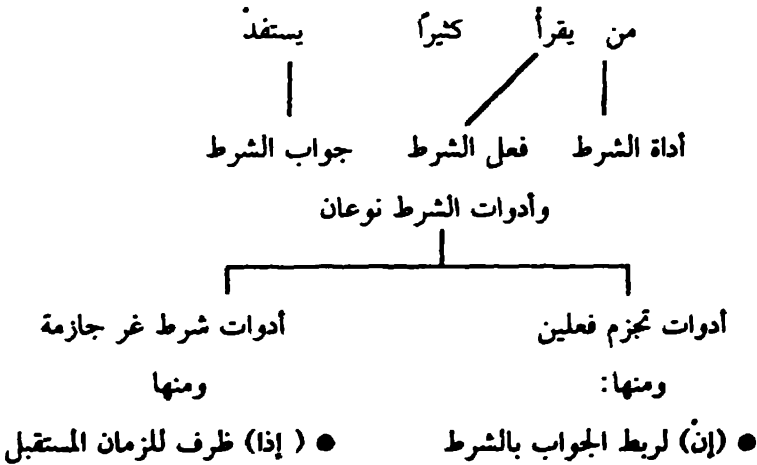 من يقرأْ كثيرًا يستفدْ
أداة الشرط فعل الشرط جواب الشرط
وأدوات الشرط نوعان
أدوات تجزم فعلين أدوات شرط غر جازمة
ومنها: ومنها
● (إنْ) لربط الجواب بالشرط ● ( إذا) ظرف للزمان المستقبل